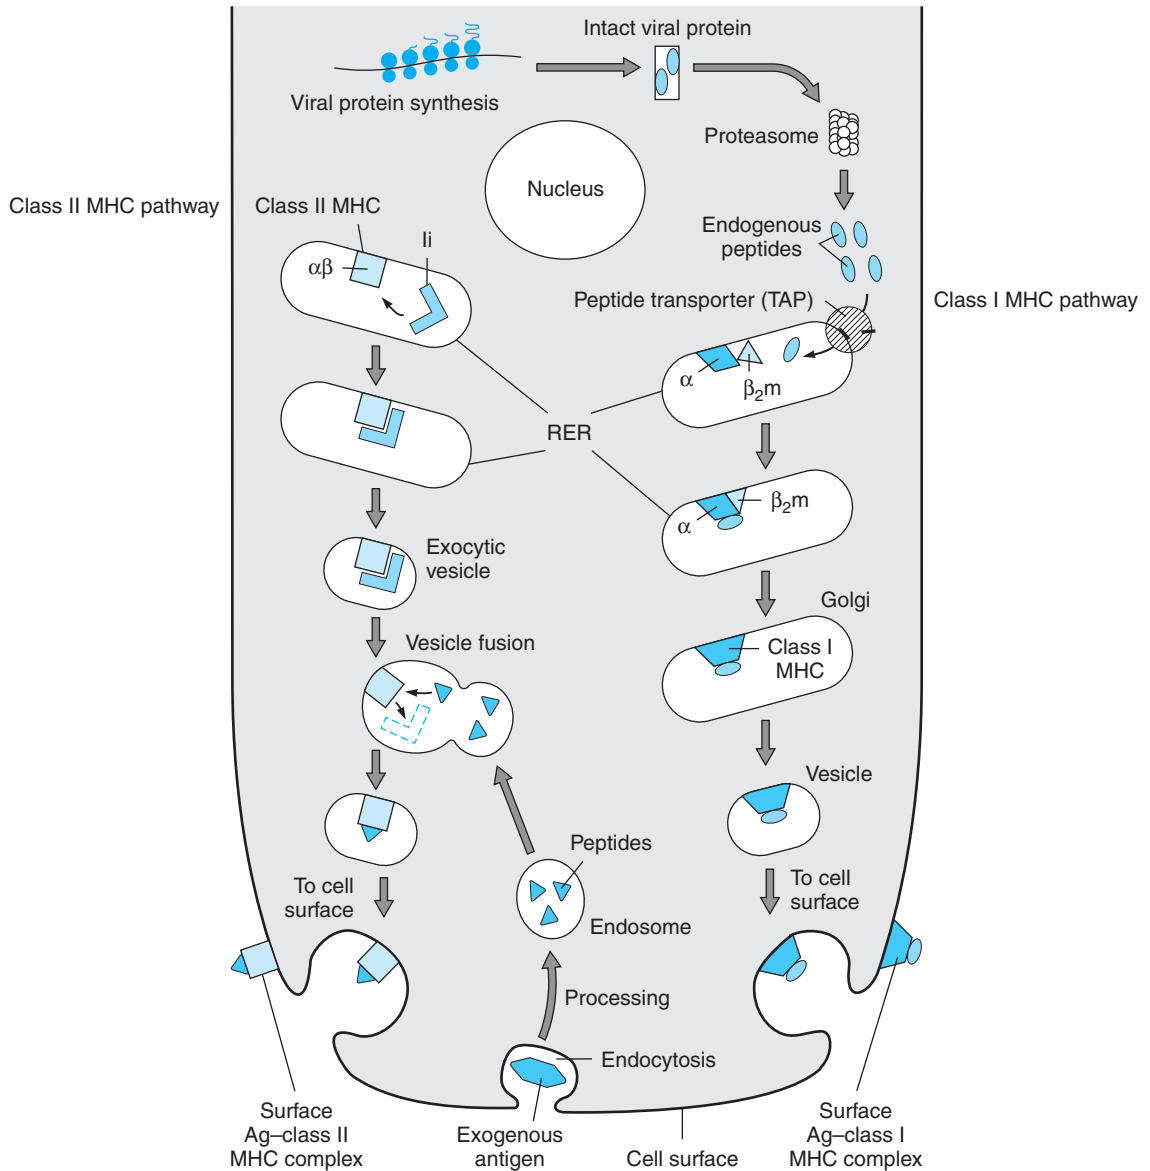 Intact viral protein
Viral protein synthesis
Proteasome
Nucleus
Class II MHC pathway
Class II MHC
Ii
αβ
Endogenous
peptides
Peptide transporter (TAP)
Class I MHC pathway
α
β₂m
RER
β₂m
α
Exocytic
vesicle
Golgi
Vesicle fusion
Class I
MHC
Vesicle
Peptides
To cell
surface
To cell
surface
Endosome
Processing
Endocytosis
Surface
Ag–class II
MHC complex
Exogenous
antigen
Cell surface
Surface
Ag–class I
MHC complex